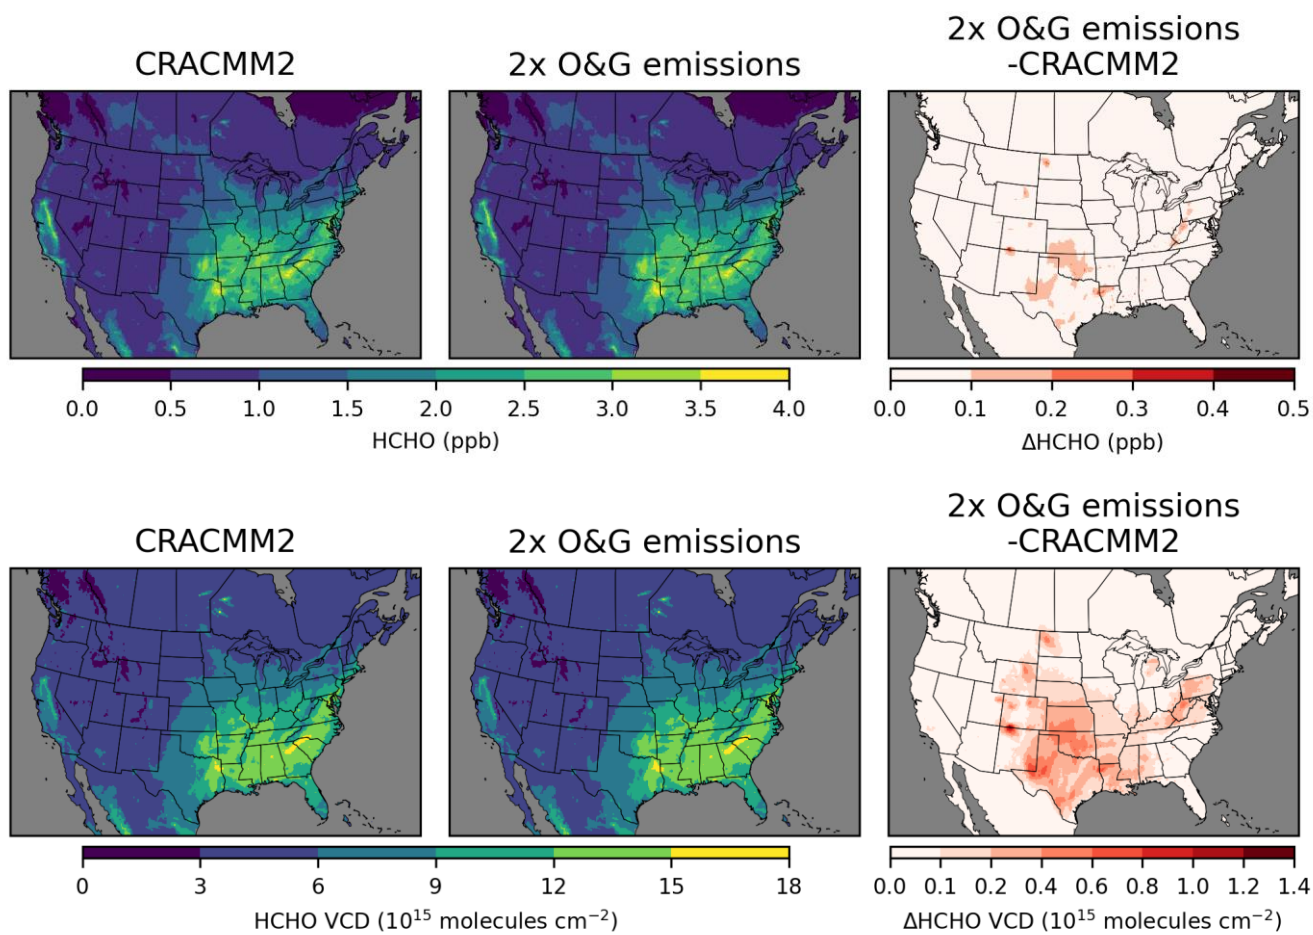 CRACMM2
2x O&G emissions
2x O&G emissions
-CRACMM2
0.0 0.5 1.0 1.5 2.0 2.5 3.0 3.5 4.0
HCHO (ppb)
0.0 0.1 0.2 0.3 0.4 0.5
ΔHCHO (ppb)
CRACMM2
2x O&G emissions
2x O&G emissions
-CRACMM2
0 3 6 9 12 15 18
HCHO VCD (10¹⁵ molecules cm⁻²)
0.0 0.1 0.2 0.4 0.6 0.8 1.0 1.2 1.4
ΔHCHO VCD (10¹⁵ molecules cm⁻²)